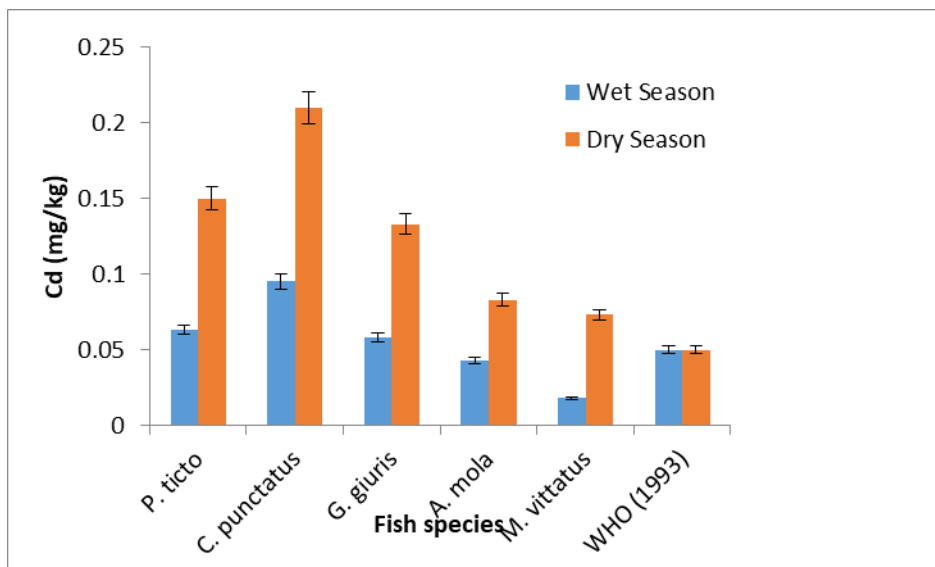 Cd (mg/kg)
0.25
0.2
0.15
0.1
0.05
0
Wet Season
Dry Season
P. ticto
C. punctatus
G. giuris
A. mola
M. vittatus
WHO (1993)
Fish species